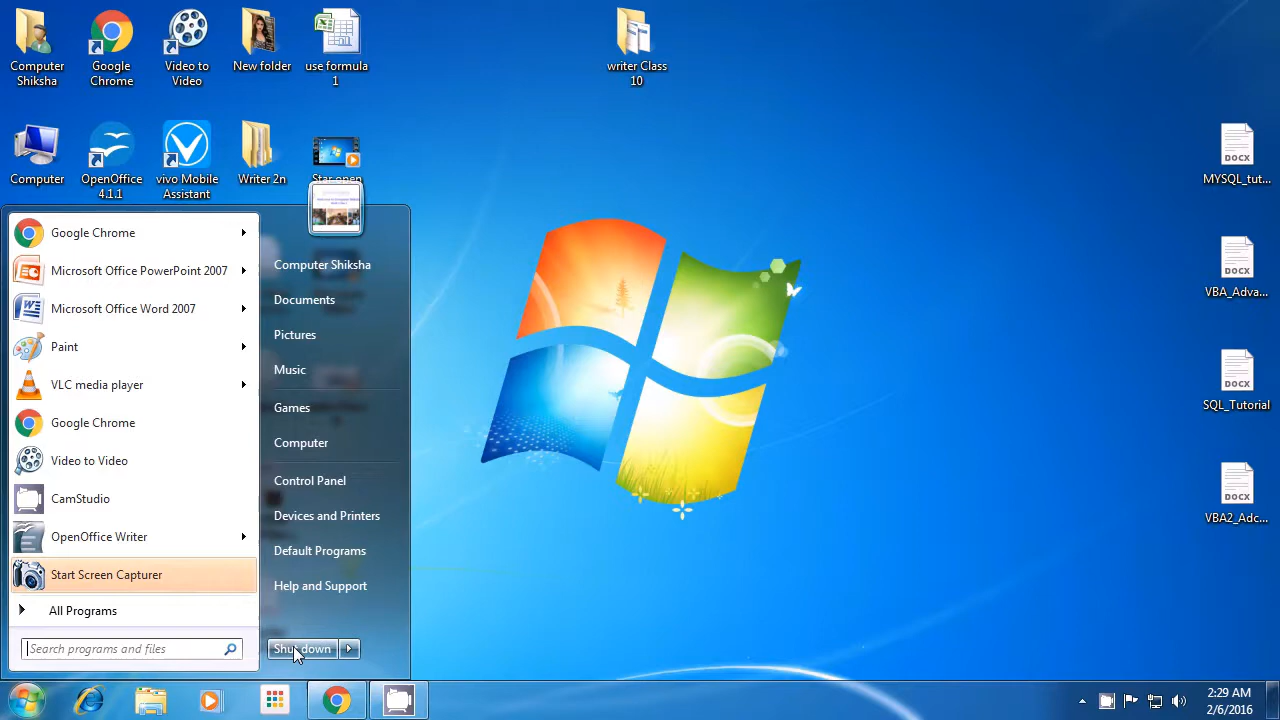 Computer
Shiksha
Google
Chrome
Video to
Video
New folder
use formula
1
writer Class
10
Computer
OpenOffice
4.1.1
vivo Mobile
Assistant
Writer 2n
MYSQL_tut...
VBA_Adva...
SQL_Tutorial
VBA2_Adc...
DOCX
DOCX
DOCX
DOCX
Google Chrome
Microsoft Office PowerPoint 2007
Microsoft Office Word 2007
Paint
VLC media player
Google Chrome
Video to Video
CamStudio
OpenOffice Writer
Start Screen Capturer
All Programs
Search programs and files
Computer Shiksha
Documents
Pictures
Music
Games
Computer
Control Panel
Devices and Printers
Default Programs
Help and Support
Shut down
2:29 AM
2/6/2016